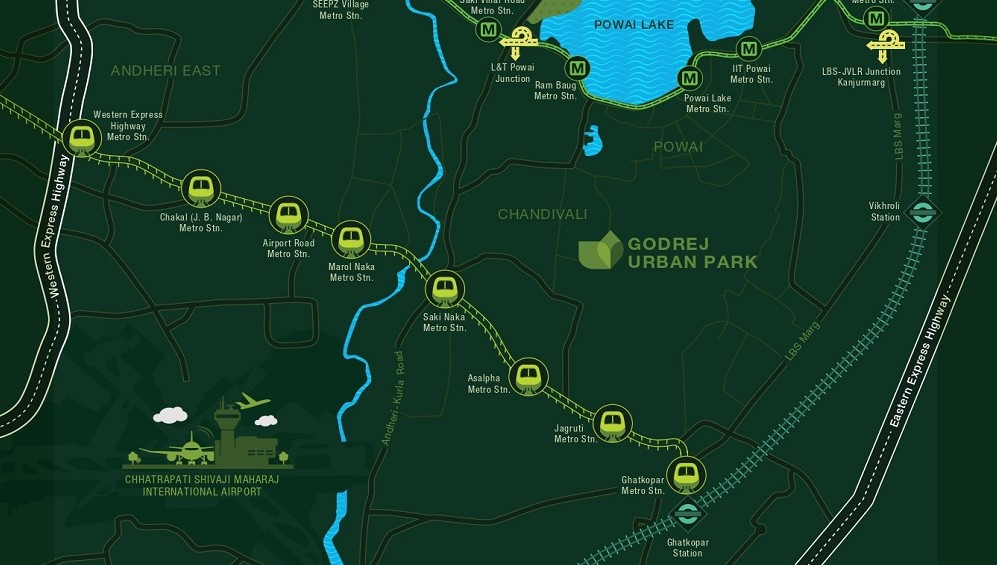 SEEPZ Village
Metro Stn.
Saki Vihar Road
Metro Stn.
M
L&T Powai
Junction
POWAI LAKE
M
Ram Baug
Metro Stn.
M
Powai Lake
Metro Stn.
M
IIT Powai
Metro Stn.
Metro Stn.
M
LBS-JVLR Junction
Kanjurmarg
ANDHERI EAST
Western Express
Highway
Metro Stn.
Western Express Highway
POWAI
LBS Marg
CHANDIVALI
Vikhroli
Station
Chakal (J. B. Nagar)
Metro Stn.
Airport Road
Metro Stn.
Marol Naka
Metro Stn.
GODREJ
URBAN PARK
Saki Naka
Metro Stn.
LBS Marg
Eastern Express Highway
Andheri-Kurla Road
Asalpha
Metro Stn.
Jagruti
Metro Stn.
CHHATRAPATI SHIVAJI MAHARAJ
INTERNATIONAL AIRPORT
Ghatkopar
Metro Stn.
Ghatkopar
Station